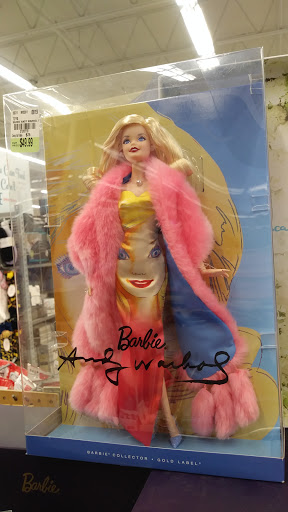 $49.99
Barbie
Andy Warhol
BARBIE® COLLECTOR • GOLD LABEL®
Barbie